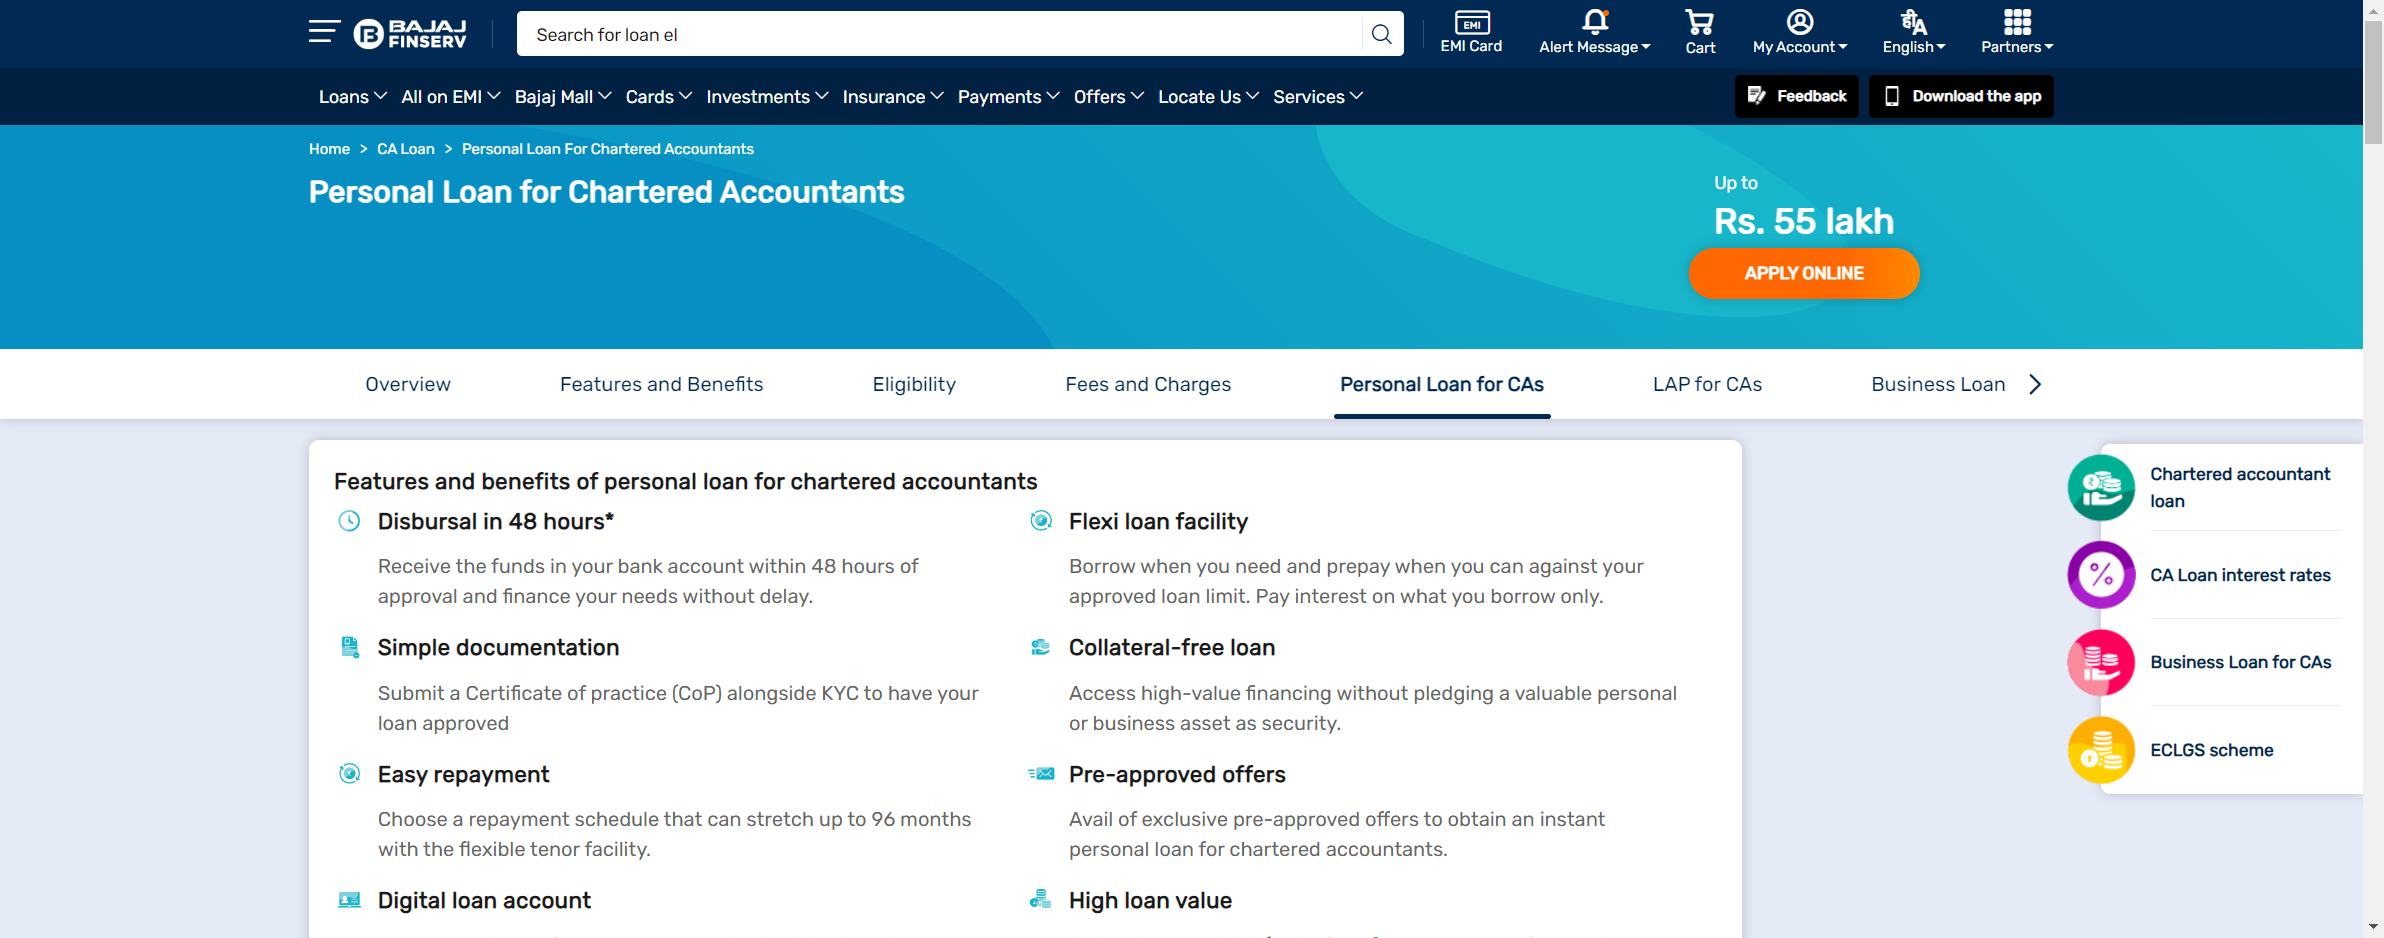 BAJAJ
FINSERV
Search for loan el
EMI
EMI Card
Alert Message
Cart
My Account
हीA
English
Partners
Loans
All on EMI
Bajaj Mall
Cards
Investments
Insurance
Payments
Offers
Locate Us
Services
Feedback
Download the app
Home > CA Loan > Personal Loan For Chartered Accountants
Personal Loan for Chartered Accountants
Up to
Rs. 55 lakh
APPLY ONLINE
Overview
Features and Benefits
Eligibility
Fees and Charges
Personal Loan for CAs
LAP for CAs
Business Loan
Features and benefits of personal loan for chartered accountants
Disbursal in 48 hours*
Receive the funds in your bank account within 48 hours of
approval and finance your needs without delay.
Flexi loan facility
Borrow when you need and prepay when you can against your
approved loan limit. Pay interest on what you borrow only.
Simple documentation
Submit a Certificate of practice (CoP) alongside KYC to have your
loan approved
Collateral-free loan
Access high-value financing without pledging a valuable personal
or business asset as security.
Easy repayment
Choose a repayment schedule that can stretch up to 96 months
with the flexible tenor facility.
Pre-approved offers
Avail of exclusive pre-approved offers to obtain an instant
personal loan for chartered accountants.
Digital loan account
High loan value
Chartered accountant
loan
CA Loan interest rates
Business Loan for CAs
ECLGS scheme